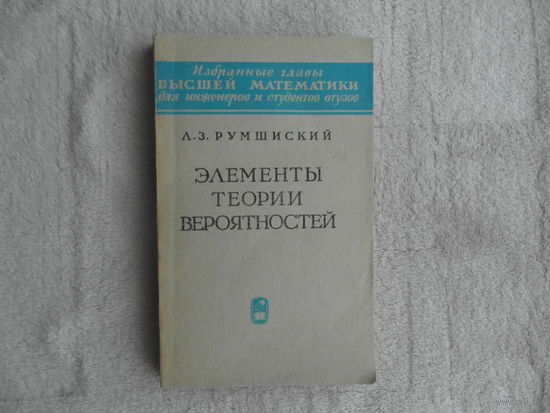 Избранные главы
ВЫСШЕЙ МАТЕМАТИКИ
для инженеров и студентов втузов
Л.З. РУМШИСКИЙ
ЭЛЕМЕНТЫ
ТЕОРИИ
ВЕРОЯТНОСТЕЙ